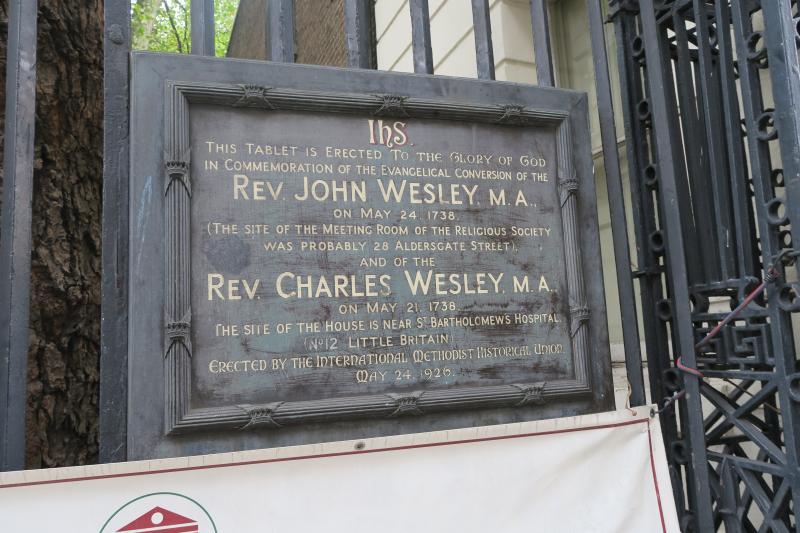 Ihs.
This Tablet is Erected To the Glory of God
in Commemoration of the Evangelical Conversion of the
Rev. John Wesley, M.A.,
on May 24, 1738.
(The site of the Meeting Room of the Religious Society
was probably 28 Aldersgate Street),
and of the
Rev. Charles Wesley, M.A.,
on May 21, 1738.
The site of the House is near St. Bartholomew's Hospital
(No 12 Little Britain)
Erected by the International Methodist Historical Union.
May 24, 1926.